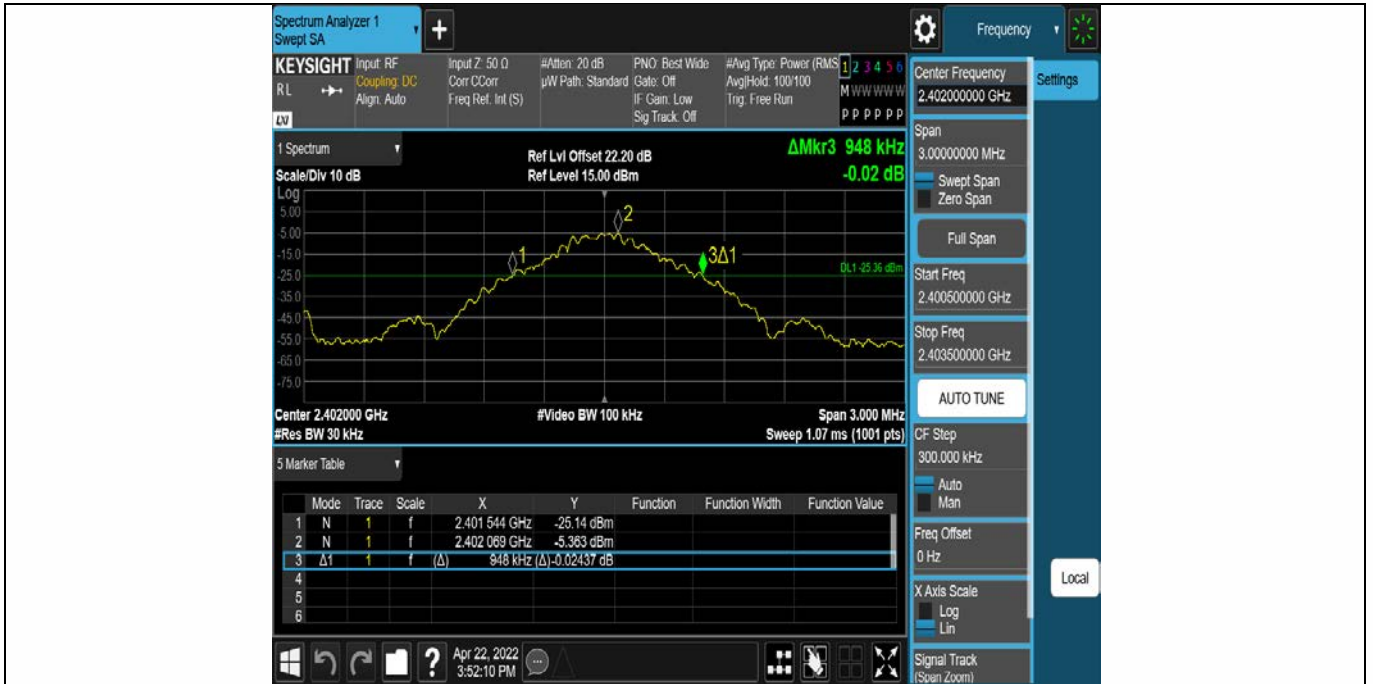 Spectrum Analyzer 1
Swept SA
+
Frequency
KEYSIGHT
RL
Input: RF
Coupling: DC
Align: Auto
Input Z: 50 Ω
Corr CCorr
Freq Ref: Int (S)
#Atten: 20 dB
µW Path: Standard
PNO: Best Wide
Gate: Off
IF Gain: Low
Sig Track: Off
#Avg Type: Power (RMS
Avg|Hold: 100/100
Trig: Free Run
1 2 3 4 5 6
M W W W W W
P P P P P P
1 Spectrum
Scale/Div 10 dB
Ref Lvl Offset 22.20 dB
Ref Level 15.00 dBm
ΔMkr3 948 kHz
-0.02 dB
Log
5.00
-5.00
-15.0
-25.0
-35.0
-45.0
-55.0
-65.0
-75.0
1
2
3Δ1
DL1 -25.36 dBm
Center 2.402000 GHz
#Res BW 30 kHz
#Video BW 100 kHz
Span 3.000 MHz
Sweep 1.07 ms (1001 pts)
5 Marker Table
Mode Trace Scale X Y Function Function Width Function Value
1 N 1 f 2.401 544 GHz -25.14 dBm
2 N 1 f 2.402 069 GHz -5.363 dBm
3 Δ1 1 f (Δ) 948 kHz (Δ) -0.02437 dB
4
5
6
?
Apr 22, 2022
3:52:10 PM
Center Frequency
2.402000000 GHz
Settings
Span
3.00000000 MHz
Swept Span
Zero Span
Full Span
Start Freq
2.400500000 GHz
Stop Freq
2.403500000 GHz
AUTO TUNE
CF Step
300.000 kHz
Auto
Man
Freq Offset
0 Hz
X Axis Scale
Log
Lin
Signal Track
(Span Zoom)
Local